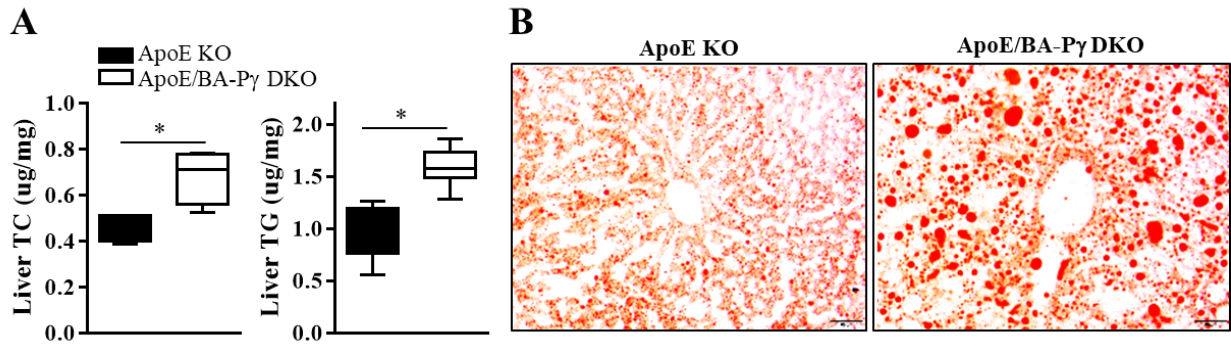 A
ApoE KO
ApoE/BA-Pγ DKO
Liver TC (ug/mg)
1.0
0.8
0.6
0.4
0.2
0.0
*
Liver TG (ug/mg)
2.0
1.5
1.0
0.5
0.0
*
B
ApoE KO
ApoE/BA-Pγ DKO